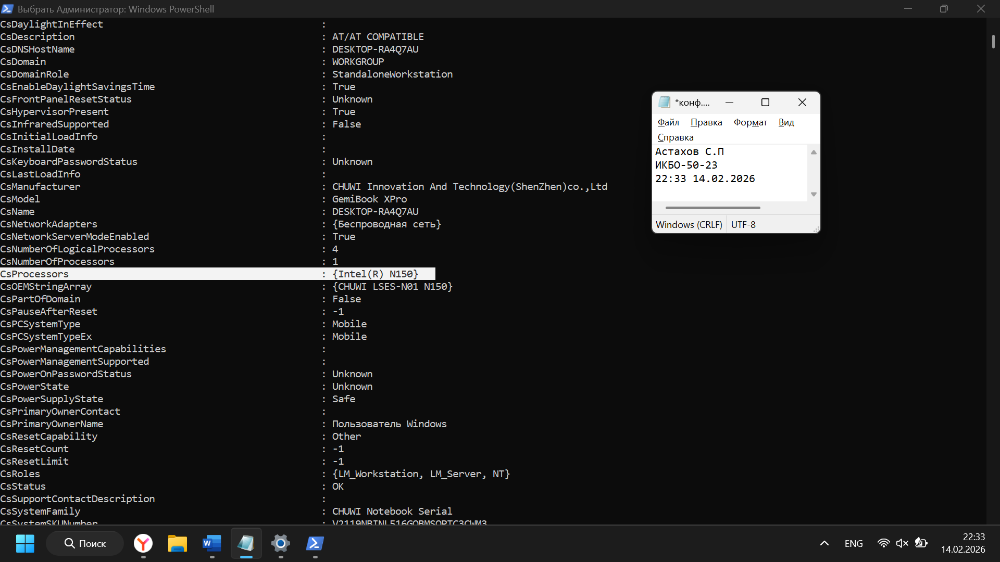 Выбрать Администратор: Windows PowerShell
CsDaylightInEffect :
CsDescription : AT/AT COMPATIBLE
CsDNSHostName : DESKTOP-RA4Q7AU
CsDomain : WORKGROUP
CsDomainRole : StandaloneWorkstation
CsEnableDaylightSavingsTime : True
CsFrontPanelResetStatus : Unknown
CsHypervisorPresent : True
CsInfraredSupported : False
CsInitialLoadInfo :
CsInstallDate :
CsKeyboardPasswordStatus : Unknown
CsLastLoadInfo :
CsManufacturer : CHUWI Innovation And Technology(ShenZhen)co.,Ltd
CsModel : GemiBook XPro
CsName : DESKTOP-RA4Q7AU
CsNetworkAdapters : {Беспроводная сеть}
CsNetworkServerModeEnabled : True
CsNumberOfLogicalProcessors : 4
CsNumberOfProcessors : 1
CsProcessors : {Intel(R) N150}
CsOEMStringArray : {CHUWI LSES-N01 N150}
CsPartOfDomain : False
CsPauseAfterReset : -1
CsPCSystemType : Mobile
CsPCSystemTypeEx : Mobile
CsPowerManagementCapabilities :
CsPowerManagementSupported :
CsPowerOnPasswordStatus : Unknown
CsPowerState : Unknown
CsPowerSupplyState : Safe
CsPrimaryOwnerContact :
CsPrimaryOwnerName : Пользователь Windows
CsResetCapability : Other
CsResetCount : -1
CsResetLimit : -1
CsRoles : {LM_Workstation, LM_Server, NT}
CsStatus : OK
CsSupportContactDescription :
CsSystemFamily : CHUWI Notebook Serial
CsSystemSKUNumber :
*конф....
Файл Правка Формат Вид
Справка
Астахов С.П
ИКБО-50-23
22:33 14.02.2026
Windows (CRLF) UTF-8
Поиск
ENG
22:33
14.02.2026